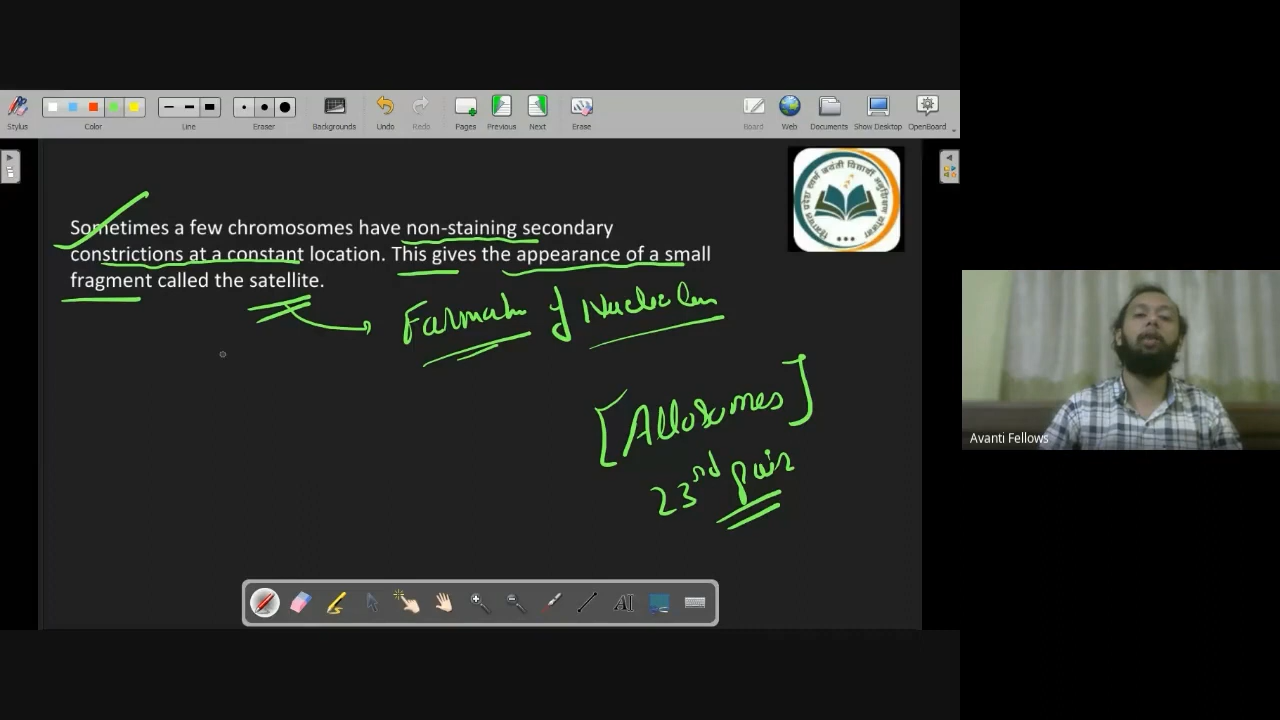 Stylus
Color
Line
Eraser
Backgrounds
Undo
Redo
Pages
Previous
Next
Erase
Board
Web
Documents
Show Desktop
OpenBoard
Sometimes a few chromosomes have non-staining secondary
constrictions at a constant location. This gives the appearance of a small
fragment called the satellite.
of
[Allosomes]
23rd pair
AI
Avanti Fellows